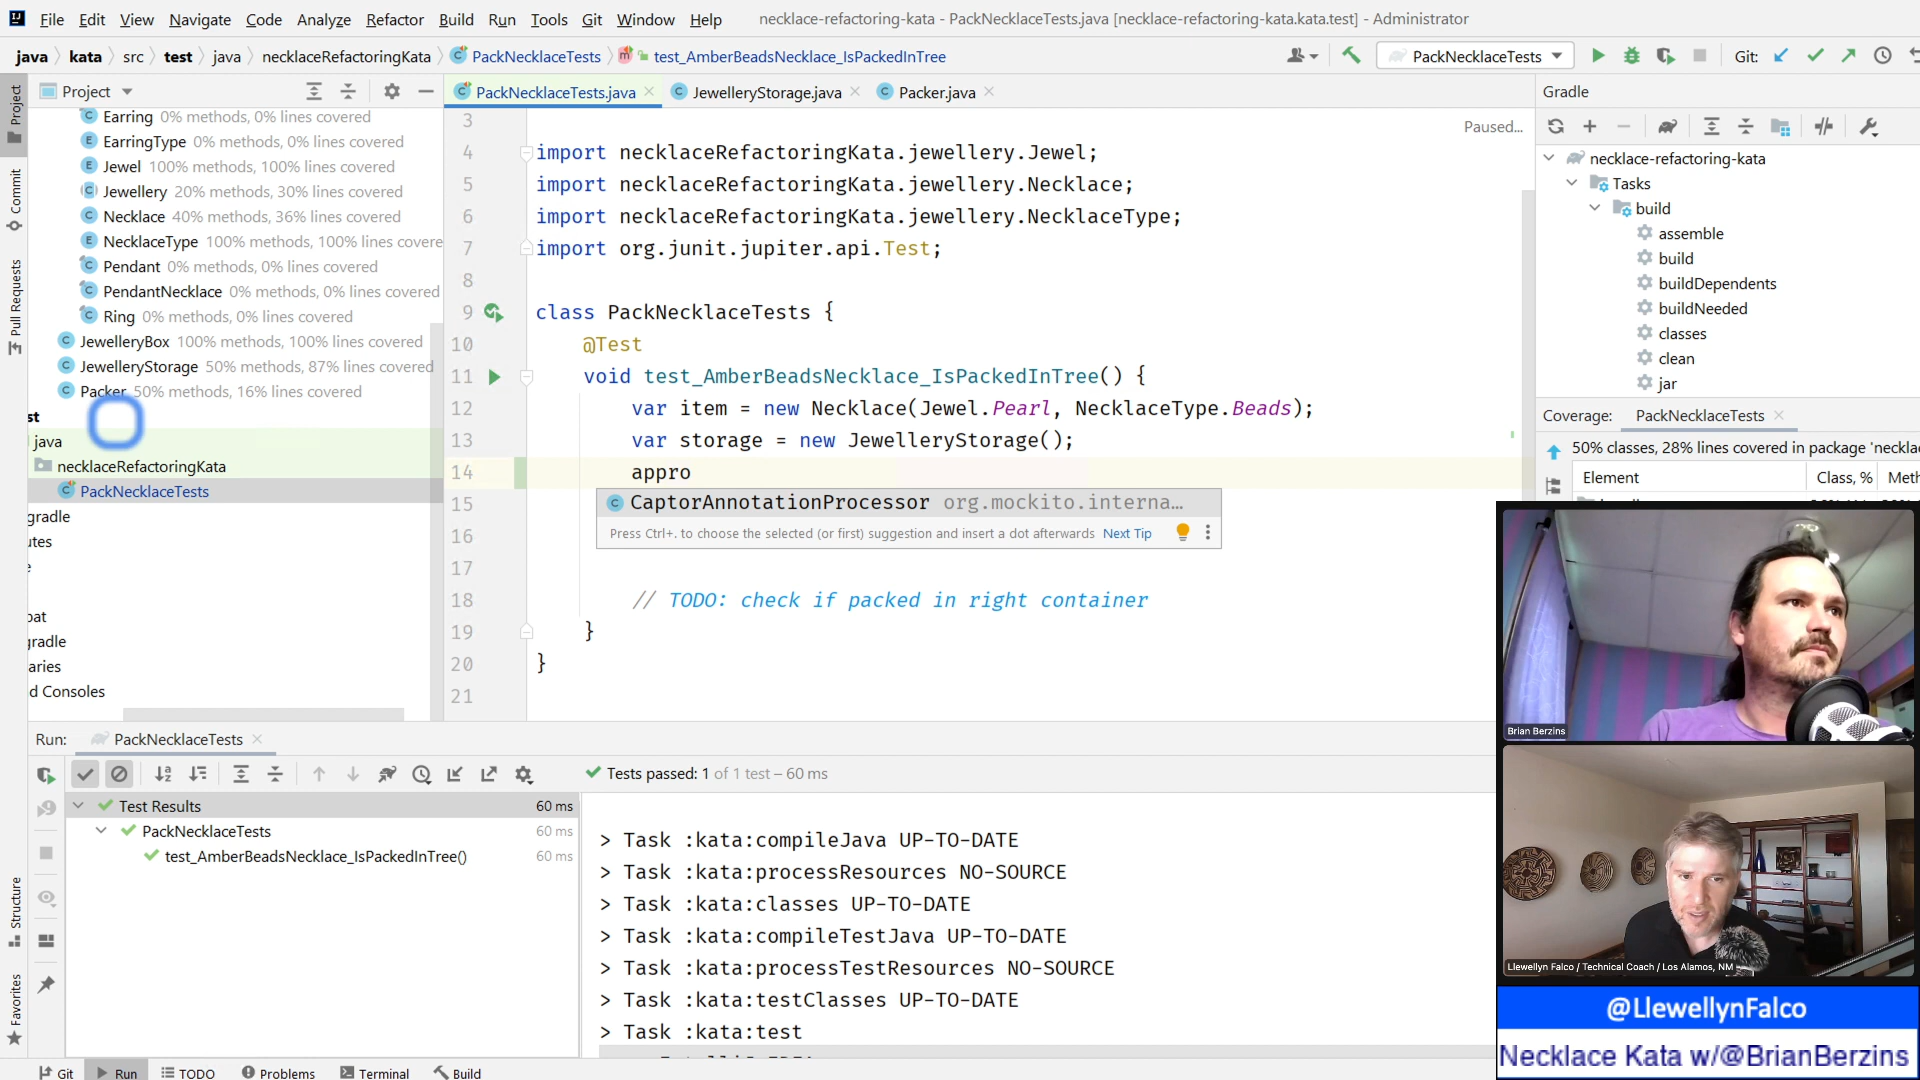 File Edit View Navigate Code Analyze Refactor Build Run Tools Git Window Help necklace-refactoring-kata - PackNecklaceTests.java [necklace-refactoring-kata.kata.test] - Administrator
java kata src test java necklaceRefactoringKata PackNecklaceTests test_AmberBeadsNecklace_IsPackedInTree PackNecklaceTests Git:
Project
Commit
Pull Requests
Structure
Favorites
Project
Earring 0% methods, 0% lines covered
EarringType 0% methods, 0% lines covered
Jewel 100% methods, 100% lines covered
Jewellery 20% methods, 30% lines covered
Necklace 40% methods, 36% lines covered
NecklaceType 100% methods, 100% lines covere
Pendant 0% methods, 0% lines covered
PendantNecklace 0% methods, 0% lines covered
Ring 0% methods, 0% lines covered
JewelleryBox 100% methods, 100% lines covered
JewelleryStorage 50% methods, 87% lines covered
Packer 50% methods, 16% lines covered
st
java
necklaceRefactoringKata
PackNecklaceTests
gradle
utes
e
bat
gradle
aries
d Consoles
PackNecklaceTests.java JewelleryStorage.java Packer.java
Paused...
3
4 import necklaceRefactoringKata.jewellery.Jewel;
5 import necklaceRefactoringKata.jewellery.Necklace;
6 import necklaceRefactoringKata.jewellery.NecklaceType;
7 import org.junit.jupiter.api.Test;
8
9 class PackNecklaceTests {
10 @Test
11 void test_AmberBeadsNecklace_IsPackedInTree() {
12 var item = new Necklace(Jewel.Pearl, NecklaceType.Beads);
13 var storage = new JewelleryStorage();
14 appro
15
16
17
18 // TODO: check if packed in right container
19 }
20 }
21
CaptorAnnotationProcessor org.mockito.interna...
Press Ctrl+. to choose the selected (or first) suggestion and insert a dot afterwards Next Tip
Gradle
necklace-refactoring-kata
Tasks
build
assemble
build
buildDependents
buildNeeded
classes
clean
jar
Coverage: PackNecklaceTests
50% classes, 28% lines covered in package 'necklac
Element Class, % Meth
Run: PackNecklaceTests
Tests passed: 1 of 1 test – 60 ms
Test Results 60 ms
PackNecklaceTests 60 ms
test_AmberBeadsNecklace_IsPackedInTree() 60 ms
> Task :kata:compileJava UP-TO-DATE
> Task :kata:processResources NO-SOURCE
> Task :kata:classes UP-TO-DATE
> Task :kata:compileTestJava UP-TO-DATE
> Task :kata:processTestResources NO-SOURCE
> Task :kata:testClasses UP-TO-DATE
> Task :kata:test
Git Run TODO Problems Terminal Build
Brian Berzins
Llewellyn Falco / Technical Coach / Los Alamos, NM
@LlewellynFalco
Necklace Kata w/@BrianBerzins